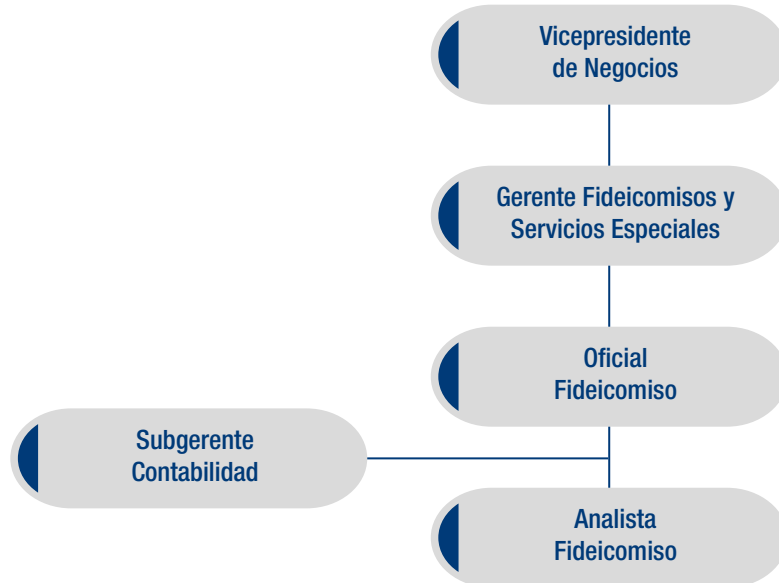 Vicepresidente
de Negocios
Gerente Fideicomisos y
Servicios Especiales
Oficial
Fideicomiso
Subgerente
Contabilidad
Analista
Fideicomiso